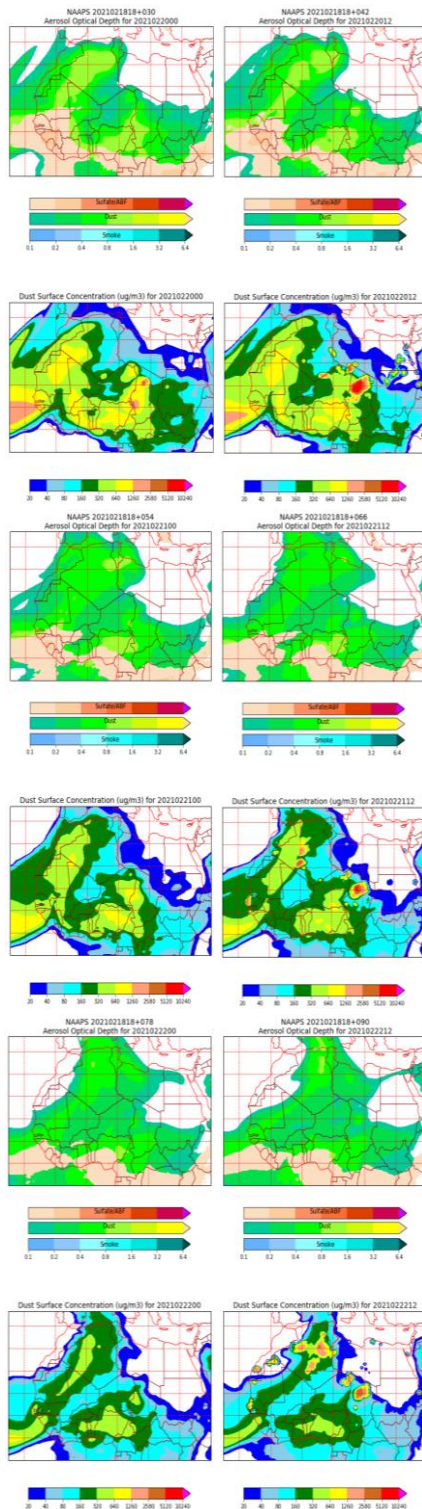 NAAPS 2021021818+030
Aerosol Optical Depth for 2021022000
NAAPS 2021021818+042
Aerosol Optical Depth for 2021022012
Sulfate/ABF
Dust
Smoke
0.1 0.2 0.4 0.8 1.6 3.2 6.4
Sulfate/ABF
Dust
Smoke
0.1 0.2 0.4 0.8 1.6 3.2 6.4
Dust Surface Concentration (ug/m3) for 2021022000
Dust Surface Concentration (ug/m3) for 2021022012
20 40 80 160 320 640 1260 2580 5120 10240
20 40 80 160 320 640 1260 2580 5120 10240
NAAPS 2021021818+054
Aerosol Optical Depth for 2021022100
NAAPS 2021021818+066
Aerosol Optical Depth for 2021022112
Sulfate/ABF
Dust
Smoke
0.1 0.2 0.4 0.8 1.6 3.2 6.4
Sulfate/ABF
Dust
Smoke
0.1 0.2 0.4 0.8 1.6 3.2 6.4
Dust Surface Concentration (ug/m3) for 2021022100
Dust Surface Concentration (ug/m3) for 2021022112
20 40 80 160 320 640 1260 2580 5120 10240
20 40 80 160 320 640 1260 2580 5120 10240
NAAPS 2021021818+078
Aerosol Optical Depth for 2021022200
NAAPS 2021021818+090
Aerosol Optical Depth for 2021022212
Sulfate/ABF
Dust
Smoke
0.1 0.2 0.4 0.8 1.6 3.2 6.4
Sulfate/ABF
Dust
Smoke
0.1 0.2 0.4 0.8 1.6 3.2 6.4
Dust Surface Concentration (ug/m3) for 2021022200
Dust Surface Concentration (ug/m3) for 2021022212
20 40 80 160 320 640 1260 2580 5120 10240
20 40 80 160 320 640 1260 2580 5120 10240